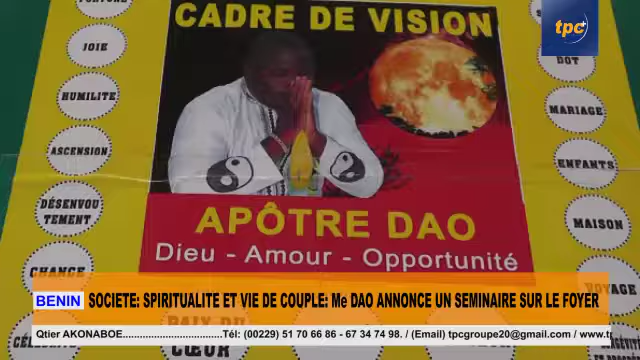 CADRE DE VISION
tpc
JOIE
HUMILITE
ASCENSION
DÉSENVOU
TEMENT
CHANCE
DOT
MARIAGE
ENFANTS
MAISON
VOYAGE
APÔTRE DAO
Dieu - Amour - Opportunité
BENIN SOCIETE: SPIRITUALITE ET VIE DE COUPLE: Me DAO ANNONCE UN SEMINAIRE SUR LE FOYER
Qtier AKONABOE....................................Tél: (00229) 51 70 66 86 - 67 34 74 98. / (Email) tpcgroupe20@gmail.com / www.t
PAIX DU
CŒUR